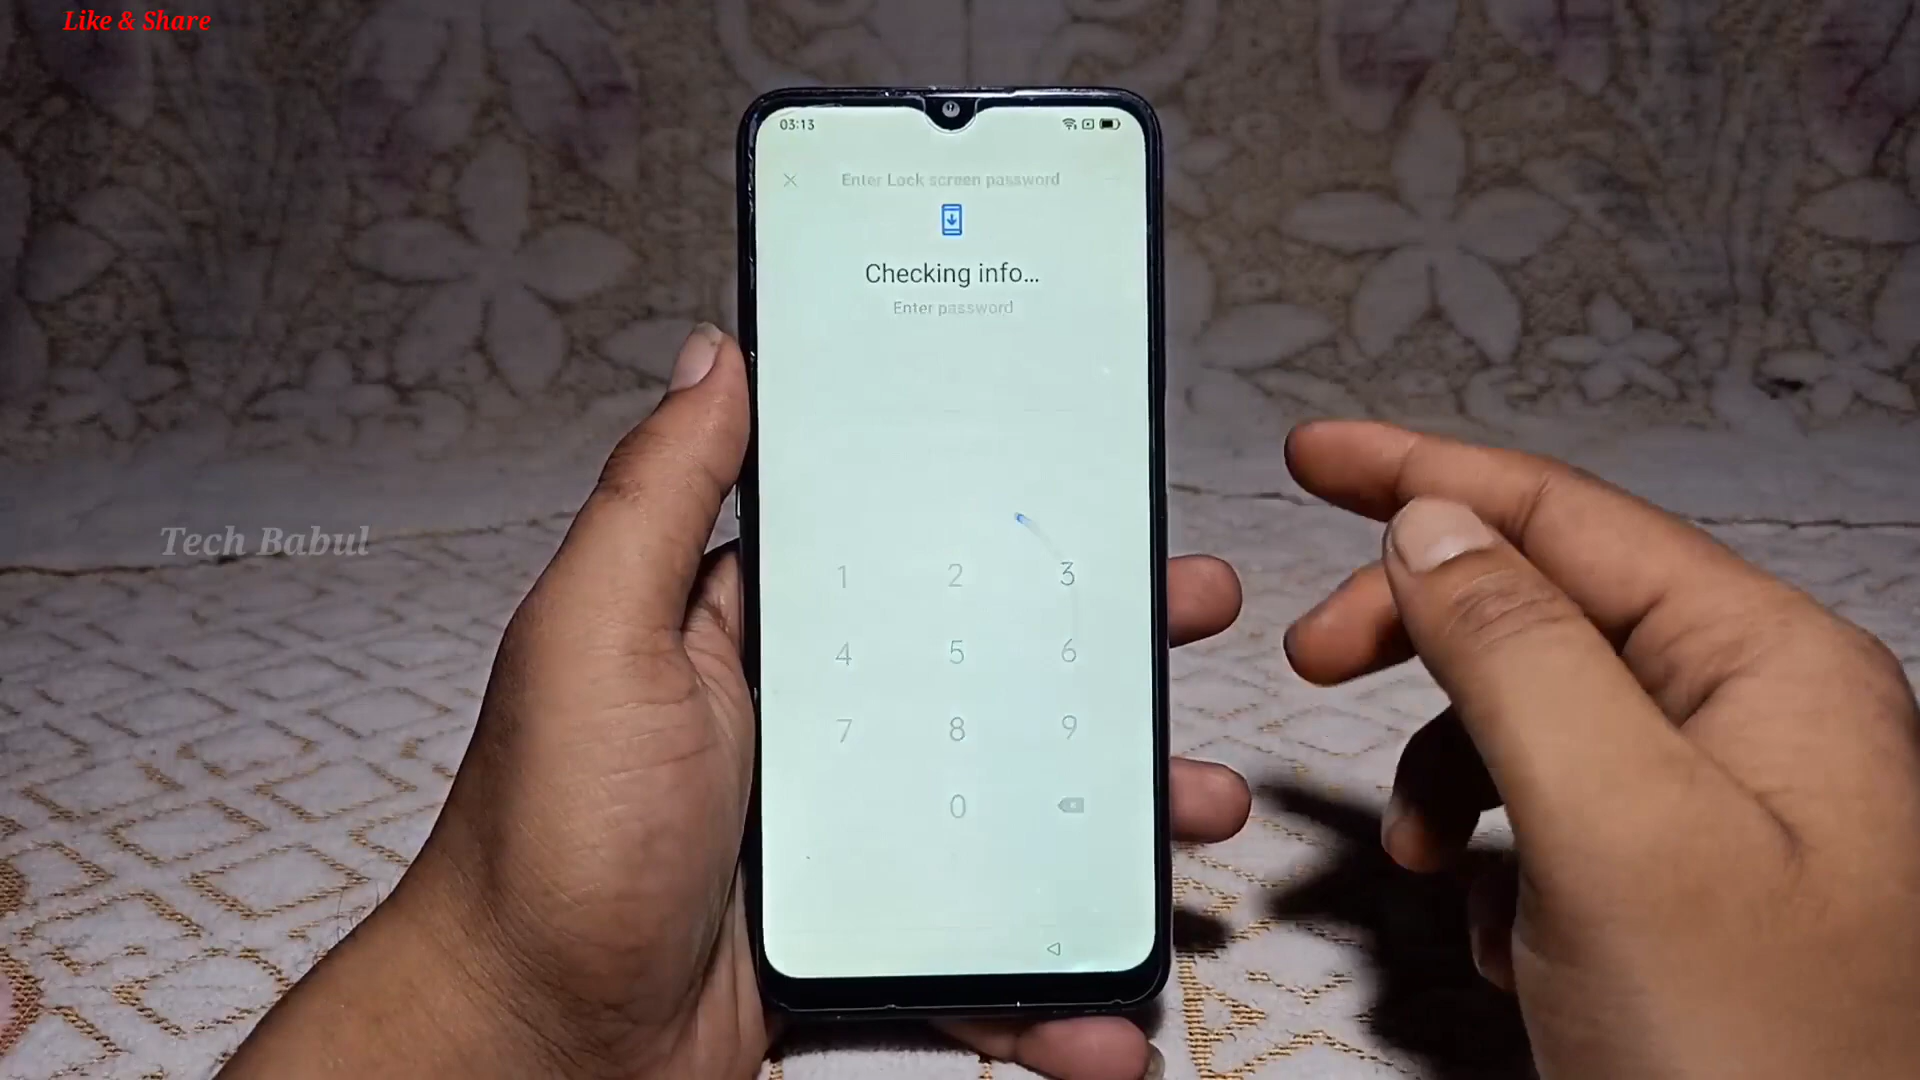 Like & Share
03:13
Enter Lock screen password
Checking info...
Enter password
Tech Babul
1 2 3
4 5 6
7 8 9
0